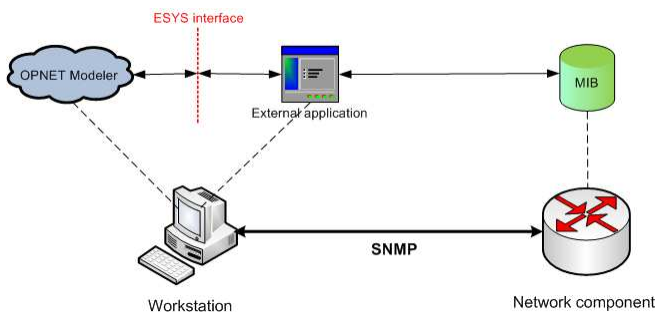 ESYS interface
OPNET Modeler
MIB
External application
SNMP
Workstation
Network component